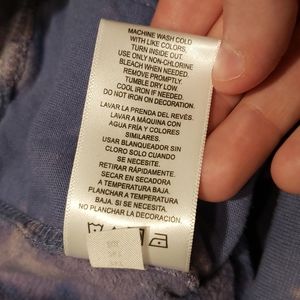 MACHINE WASH COLD
WITH LIKE COLORS,
TURN INSIDE OUT.
USE ONLY NON-CHLORINE
BLEACH WHEN NEEDED.
REMOVE PROMPTLY.
TUMBLE DRY LOW.
COOL IRON IF NEEDED.
DO NOT IRON ON DECORATION.
LAVAR LA PRENDA DEL REVÉS.
LAVAR A MÁQUINA CON
AGUA FRÍA Y COLORES
SIMILARES.
USAR BLANQUEADOR SIN
CLORO SOLO CUANDO
SE NECESITE.
RETIRAR RÁPIDAMENTE.
SECAR EN SECADORA
A TEMPERATURA BAJA
PLANCHAR A TEMPERATURA
BAJA. SI SE NECESITA.
NO PLANCHAR LA DECORACIÓN.